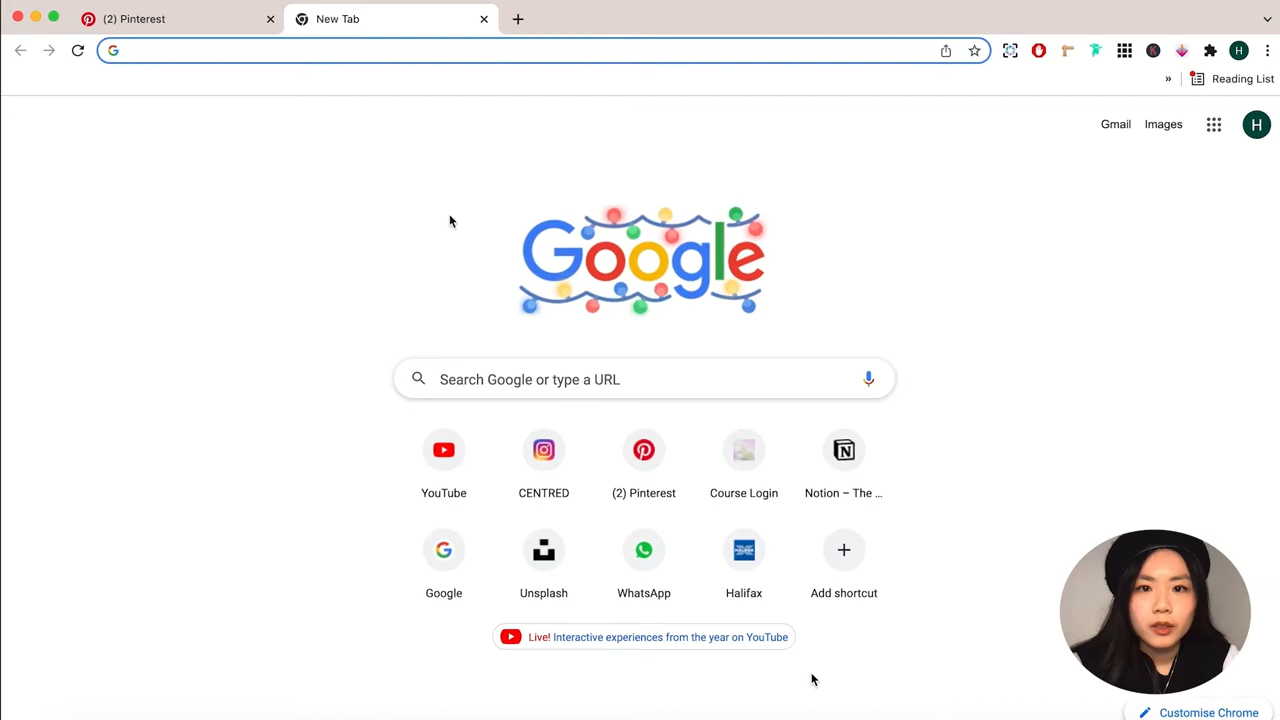 (2) Pinterest
New Tab
Reading List
Gmail
Images
H
Google
Search Google or type a URL
YouTube
CENTRED
(2) Pinterest
Course Login
Notion – The ...
Google
Unsplash
WhatsApp
Halifax
Add shortcut
Live! Interactive experiences from the year on YouTube
Customise Chrome